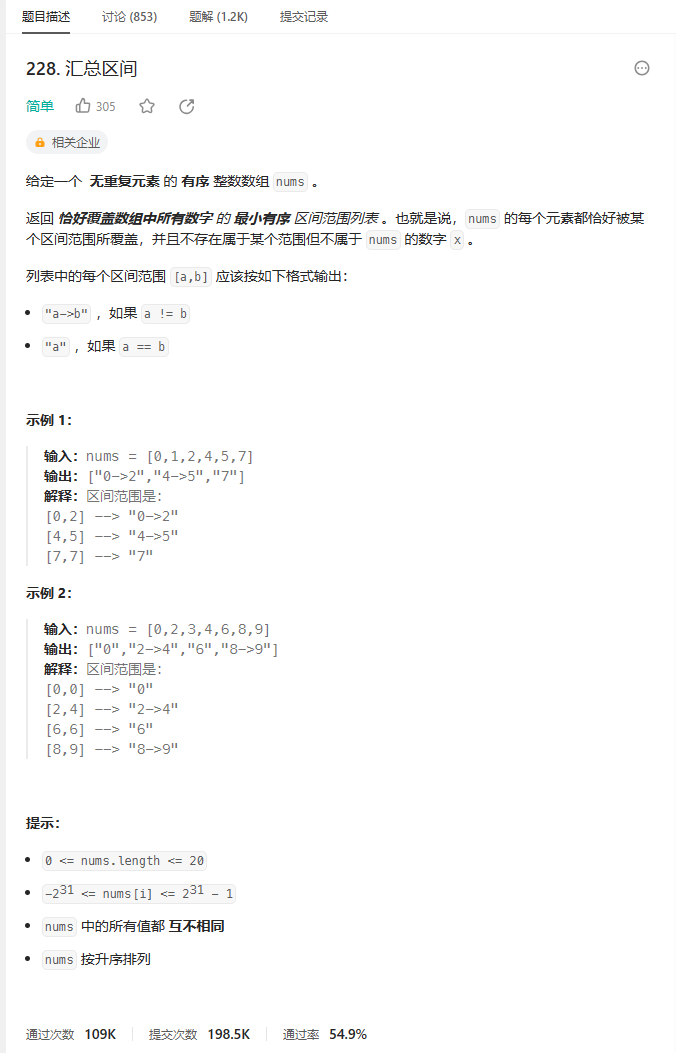 题目描述 讨论 (853) 题解 (1.2K) 提交记录
228. 汇总区间
简单 305
相关企业
给定一个 无重复元素 的 有序 整数数组 nums 。
返回 恰好覆盖数组中所有数字 的 最小有序 区间范围列表 。也就是说，nums 的每个元素都恰好被某
个区间范围所覆盖，并且不存在属于某个范围但不属于 nums 的数字 x 。
列表中的每个区间范围 [a,b] 应该按如下格式输出：
• "a->b" ，如果 a != b
• "a" ，如果 a == b
示例 1：
输入：nums = [0,1,2,4,5,7]
输出：["0->2","4->5","7"]
解释：区间范围是：
[0,2] --> "0->2"
[4,5] --> "4->5"
[7,7] --> "7"
示例 2：
输入：nums = [0,2,3,4,6,8,9]
输出：["0","2->4","6","8->9"]
解释：区间范围是：
[0,0] --> "0"
[2,4] --> "2->4"
[6,6] --> "6"
[8,9] --> "8->9"
提示：
• 0 <= nums.length <= 20
• -2³¹ <= nums[i] <= 2³¹ - 1
• nums 中的所有值都 互不相同
• nums 按升序排列
通过次数 109K 提交次数 198.5K 通过率 54.9%